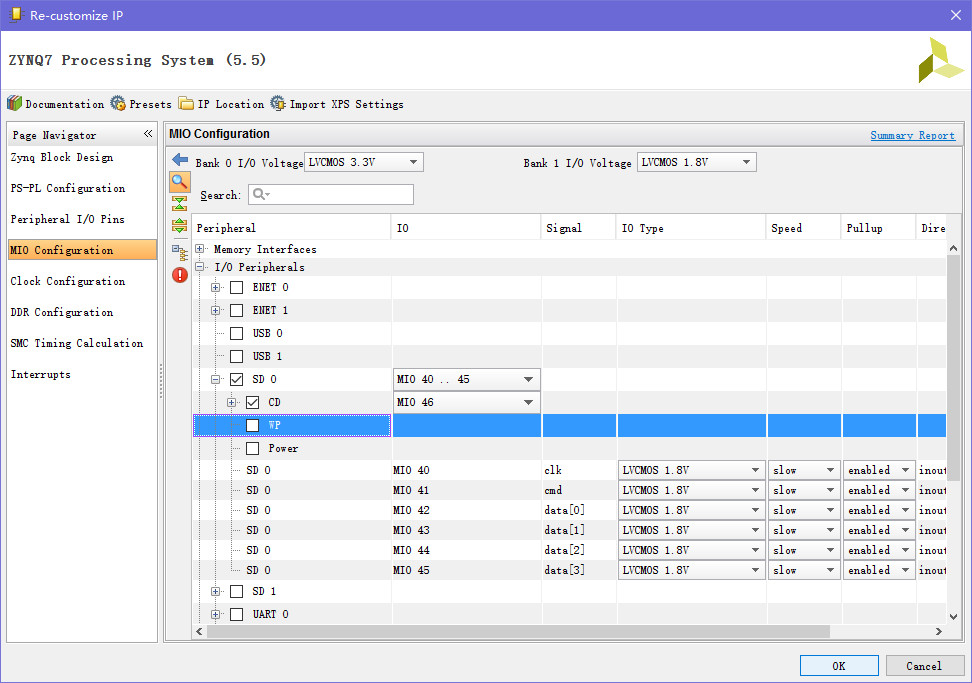 Re-customize IP
ZYNQ7 Processing System (5.5)
Documentation Presets IP Location Import XPS Settings
Page Navigator «
Zynq Block Design
PS-PL Configuration
Peripheral I/O Pins
MIO Configuration
Clock Configuration
DDR Configuration
SMC Timing Calculation
Interrupts
MIO Configuration Summary Report
Bank 0 I/O Voltage LVCMOS 3.3V Bank 1 I/O Voltage LVCMOS 1.8V
Search:
Peripheral IO Signal IO Type Speed Pullup Dire
Memory Interfaces
I/O Peripherals
ENET 0
ENET 1
USB 0
USB 1
SD 0 MIO 40 .. 45
CD MIO 46
WP
Power
SD 0 MIO 40 clk LVCMOS 1.8V slow enabled inout
SD 0 MIO 41 cmd LVCMOS 1.8V slow enabled inout
SD 0 MIO 42 data[0] LVCMOS 1.8V slow enabled inout
SD 0 MIO 43 data[1] LVCMOS 1.8V slow enabled inout
SD 0 MIO 44 data[2] LVCMOS 1.8V slow enabled inout
SD 0 MIO 45 data[3] LVCMOS 1.8V slow enabled inout
SD 1
UART 0
OK Cancel